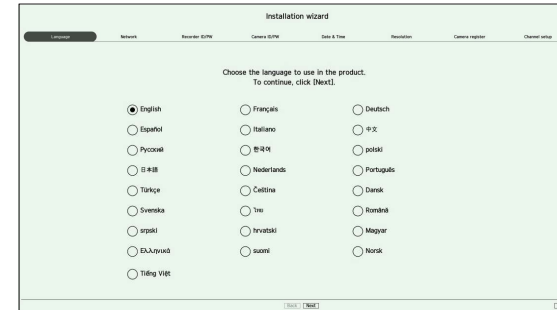 Installation wizard
Language Network Recorder ID/PW Camera ID/PW Date & Time Resolution Camera register Channel setup
Choose the language to use in the product.
To continue, click [Next].
English Français Deutsch
Español Italiano 中文
Русский 한국어 polski
日本語 Nederlands Português
Türkçe Čeština Dansk
Svenska ไทย Română
srpski hrvatski Magyar
Ελληνικά suomi Norsk
Tiếng Việt
Back Next